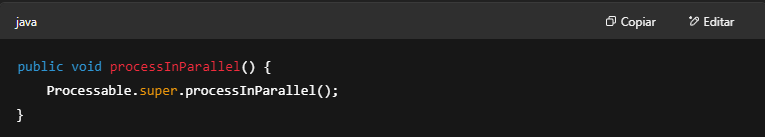 java
Copiar
Editar
public void processInParallel() {
    Processable.super.processInParallel();
}